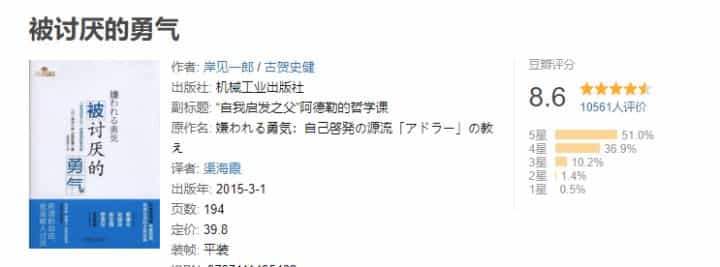 被讨厌的勇气
嫌われる勇気
被
讨厌的
勇气
作者: 岸见一郎 / 古贺史健
出版社: 机械工业出版社
副标题: “自我启发之父”阿德勒的哲学课
原作名: 嫌われる勇気：自己啓発の源流「アドラー」の教
え
译者: 渠海霞
出版年: 2015-3-1
页数: 194
定价: 39.8
装帧: 平装
豆瓣评分
8.6
10561人评价
5星 51.0%
4星 36.9%
3星 10.2%
2星 1.4%
1星 0.5%